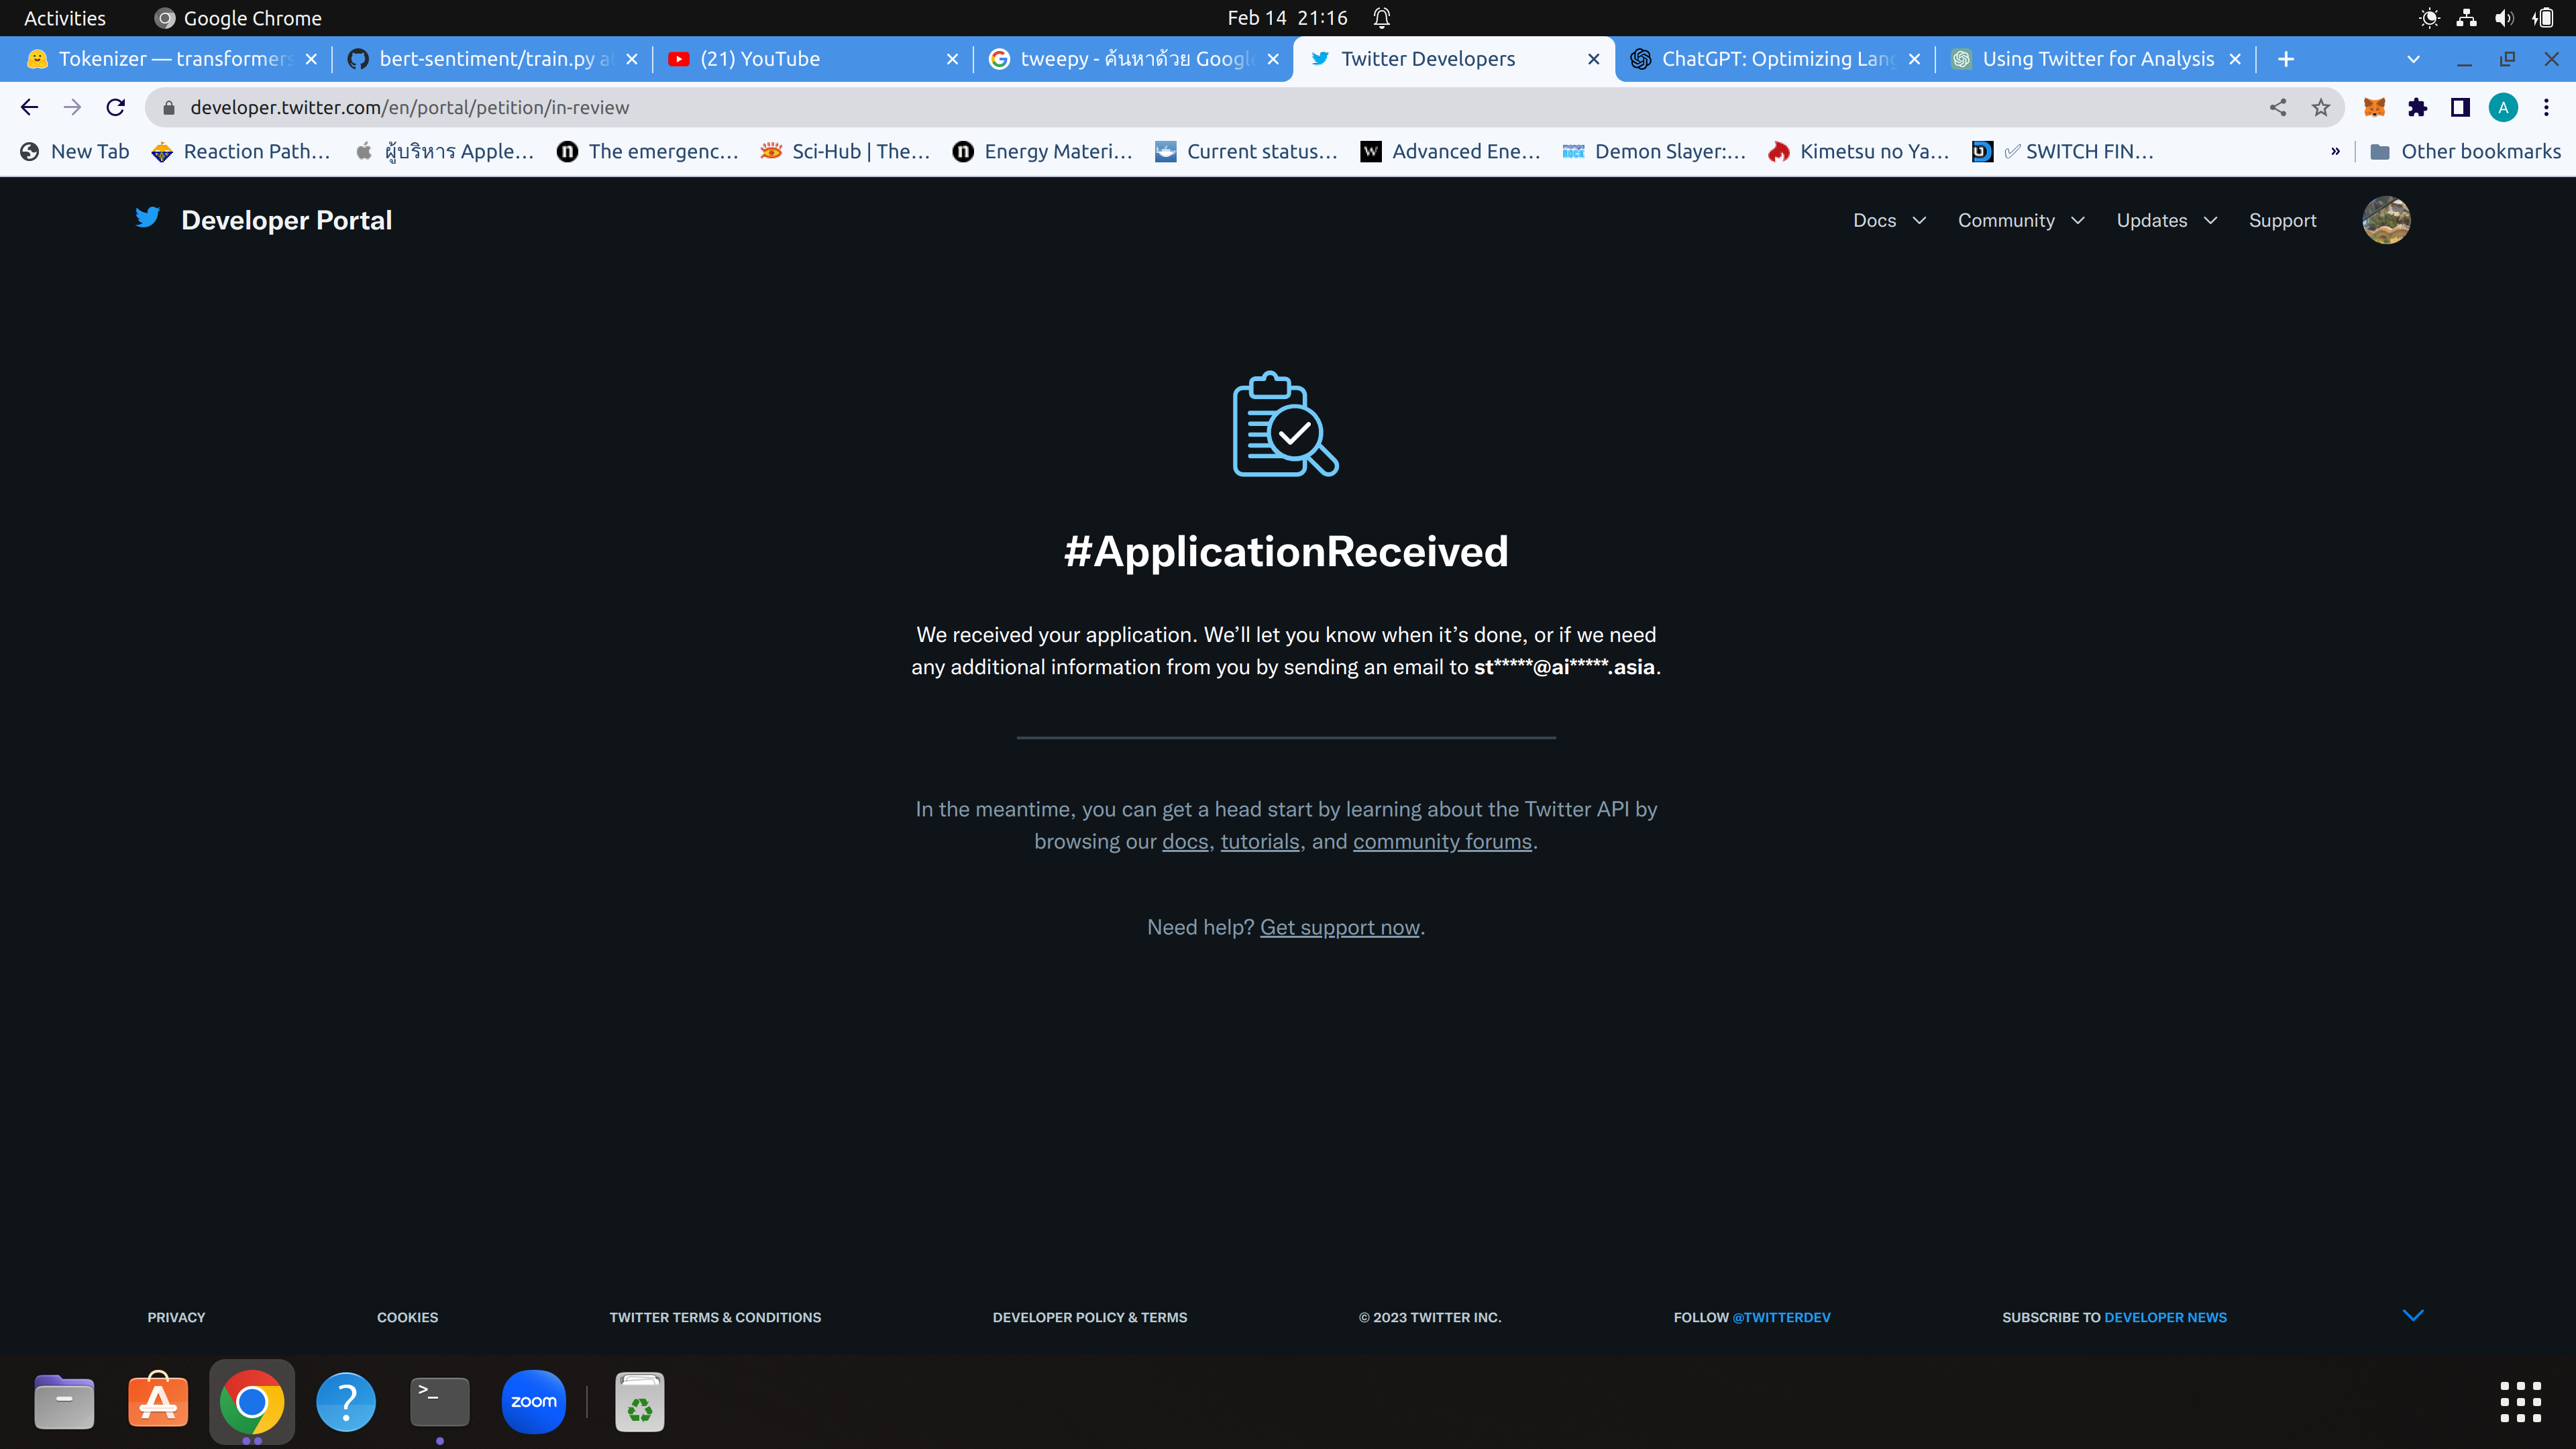 Activities
Google Chrome
Feb 14 21:16
Tokenizer — transformers
bert-sentiment/train.py a
(21) YouTube
tweepy - ค้นหาด้วย Google
Twitter Developers
ChatGPT: Optimizing Lang
Using Twitter for Analysis
developer.twitter.com/en/portal/petition/in-review
A
New Tab
Reaction Path...
ผู้บริหาร Apple...
The emergenc...
Sci-Hub | The...
Energy Materi...
Current status...
Advanced Ene...
Demon Slayer:...
Kimetsu no Ya...
✅ SWITCH FIN...
»
Other bookmarks
Developer Portal
Docs
Community
Updates
Support
#ApplicationReceived
We received your application. We’ll let you know when it’s done, or if we need
any additional information from you by sending an email to st*****@ai*****.asia.
In the meantime, you can get a head start by learning about the Twitter API by
browsing our docs, tutorials, and community forums.
Need help? Get support now.
PRIVACY
COOKIES
TWITTER TERMS & CONDITIONS
DEVELOPER POLICY & TERMS
© 2023 TWITTER INC.
FOLLOW @TWITTERDEV
SUBSCRIBE TO DEVELOPER NEWS
zoom